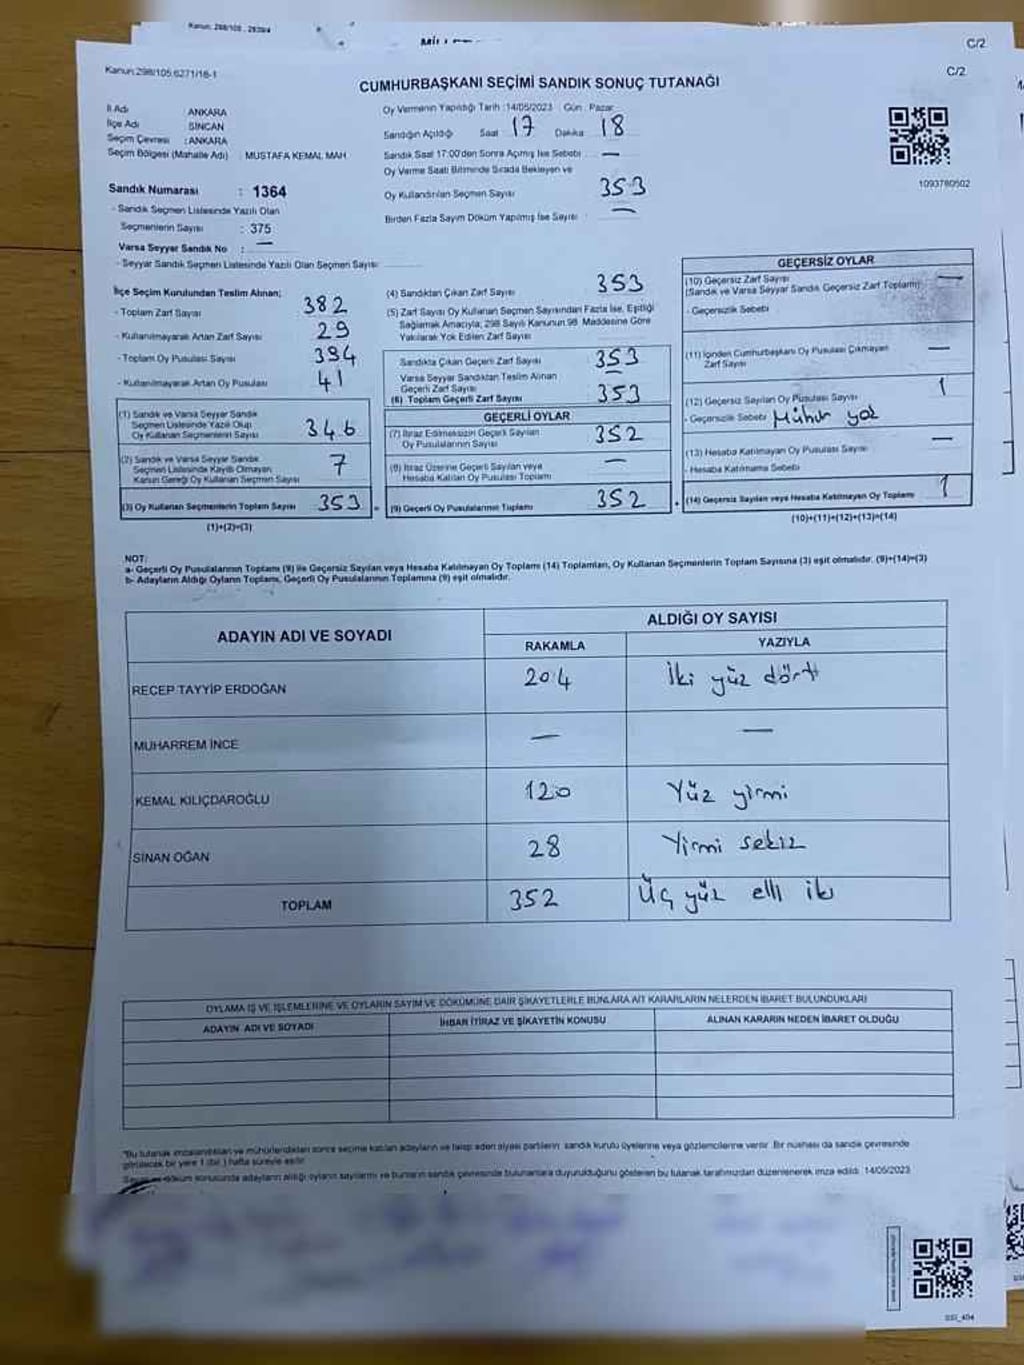 Kanun: 298/105
C/2
Kanun:298/105:6271/16-1
C/2
CUMHURBAŞKANI SEÇİMİ SANDIK SONUÇ TUTANAĞI
İl Adı : ANKARA
İlçe Adı : SİNCAN
Seçim Çevresi : ANKARA
Seçim Bölgesi (Mahalle Adı) : MUSTAFA KEMAL MAH.
Sandık Numarası : 1364
- Sandık Seçmen Listesinde Yazılı Olan
Seçmenlerin Sayısı : 375
Varsa Seyyar Sandık No : —
- Seyyar Sandık Seçmen Listesinde Yazılı Olan Seçmen Sayısı:
Oy Vermenin Yapıldığı Tarih :14/05/2023 Gün : Pazar
Sandığın Açıldığı Saat 17 Dakika 18
Sandık Saat 17:00'den Sonra Açılmış İse Sebebi : —
Oy Verme Saati Bitiminde Sırada Bekleyen ve
Oy Kullandırılan Seçmen Sayısı 353
Birden Fazla Sayım Döküm Yapılmış İse Sayısı : —
1093780502
İlçe Seçim Kurulundan Teslim Alınan;
- Toplam Zarf Sayısı 382
- Kullanılmayarak Artan Zarf Sayısı 29
- Toplam Oy Pusulası Sayısı 394
- Kullanılmayarak Artan Oy Pusulası 41
(1) Sandık ve Varsa Seyyar Sandık
Seçmen Listesinde Yazılı Olup
Oy Kullanan Seçmenlerin Sayısı 346
(2) Sandık ve Varsa Seyyar Sandık
Seçmen Listesinde Kayıtlı Olmayan
Kanun Gereği Oy Kullanan Seçmen Sayısı 7
(3) Oy Kullanan Seçmenlerin Toplam Sayısı 353
(1)+(2)=(3)
(4) Sandıktan Çıkan Zarf Sayısı 353
(5) Zarf Sayısı Oy Kullanan Seçmen Sayısından Fazla İse, Eşitliği
Sağlamak Amacıyla; 298 Sayılı Kanunun 98. Maddesine Göre
Yakılarak Yok Edilen Zarf Sayısı —
Sandıkta Çıkan Geçerli Zarf Sayısı 353
Varsa Seyyar Sandıktan Teslim Alınan
Geçerli Zarf Sayısı —
(6) Toplam Geçerli Zarf Sayısı 353
GEÇERLİ OYLAR
(7) İtiraz Edilmeksizin Geçerli Sayılan
Oy Pusulalarının Sayısı 352
(8) İtiraz Üzerine Geçerli Sayılan veya
Hesaba Katılan Oy Pusulası Toplamı —
(9) Geçerli Oy Pusulalarının Toplamı 352
GEÇERSİZ OYLAR
(10) Geçersiz Zarf Sayısı —
(Sandık ve Varsa Seyyar Sandık Geçersiz Zarf Toplamı)
- Geçersizlik Sebebi
(11) İçinden Cumhurbaşkanı Oy Pusulası Çıkmayan
Zarf Sayısı —
(12) Geçersiz Sayılan Oy Pusulası Sayısı 1
- Geçersizlik Sebebi Mühür yok
(13) Hesaba Katılmayan Oy Pusulası Sayısı —
- Hesaba Katılmama Sebebi
(14) Geçersiz Sayılan veya Hesaba Katılmayan Oy Toplamı 1
(10)+(11)+(12)+(13)=(14)
NOT:
a- Geçerli Oy Pusulalarının Toplamı (9) ile Geçersiz Sayılan veya Hesaba Katılmayan Oy Toplamı (14) Toplamları, Oy Kullanan Seçmenlerin Toplam Sayısına (3) eşit olmalıdır. (9)+(14)=(3)
b- Adayların Aldığı Oyların Toplamı, Geçerli Oy Pusulalarının Toplamına (9) eşit olmalıdır.
ADAYIN ADI VE SOYADI
ALDIĞI OY SAYISI
RAKAMLA YAZIYLA
RECEP TAYYİP ERDOĞAN 204 İki yüz dört
MUHARREM İNCE — —
KEMAL KILIÇDAROĞLU 120 Yüz yirmi
SİNAN OĞAN 28 Yirmi sekiz
TOPLAM 352 Üç yüz elli iki
OYLAMA İŞ VE İŞLEMLERİNE VE OYLARIN SAYIM VE DÖKÜMÜNE DAİR ŞİKAYETLERLE BUNLARA AİT KARARLARIN NELERDEN İBARET BULUNDUKLARI
ADAYIN ADI VE SOYADI İHBAR İTİRAZ VE ŞİKAYETİN KONUSU ALINAN KARARIN NEDEN İBARET OLDUĞU
"Bu tutanak imzalandıktan ve mühürlendikten sonra seçime katılan adayların ve talep eden siyasi partilerin sandık kurulu üyelerine veya gözlemcilerine verilir. Bir nüshası da sandık çevresinde
görülecek bir yere 1 (bir) hafta süreyle asılır.
Sayım ve döküm sonucunda adayların aldığı oyların sayılarını ve bunların sandık çevresinde bulunanlara duyurulduğunu gösteren bu tutanak tarafımızdan düzenlenerek imza edildi. 14/05/2023